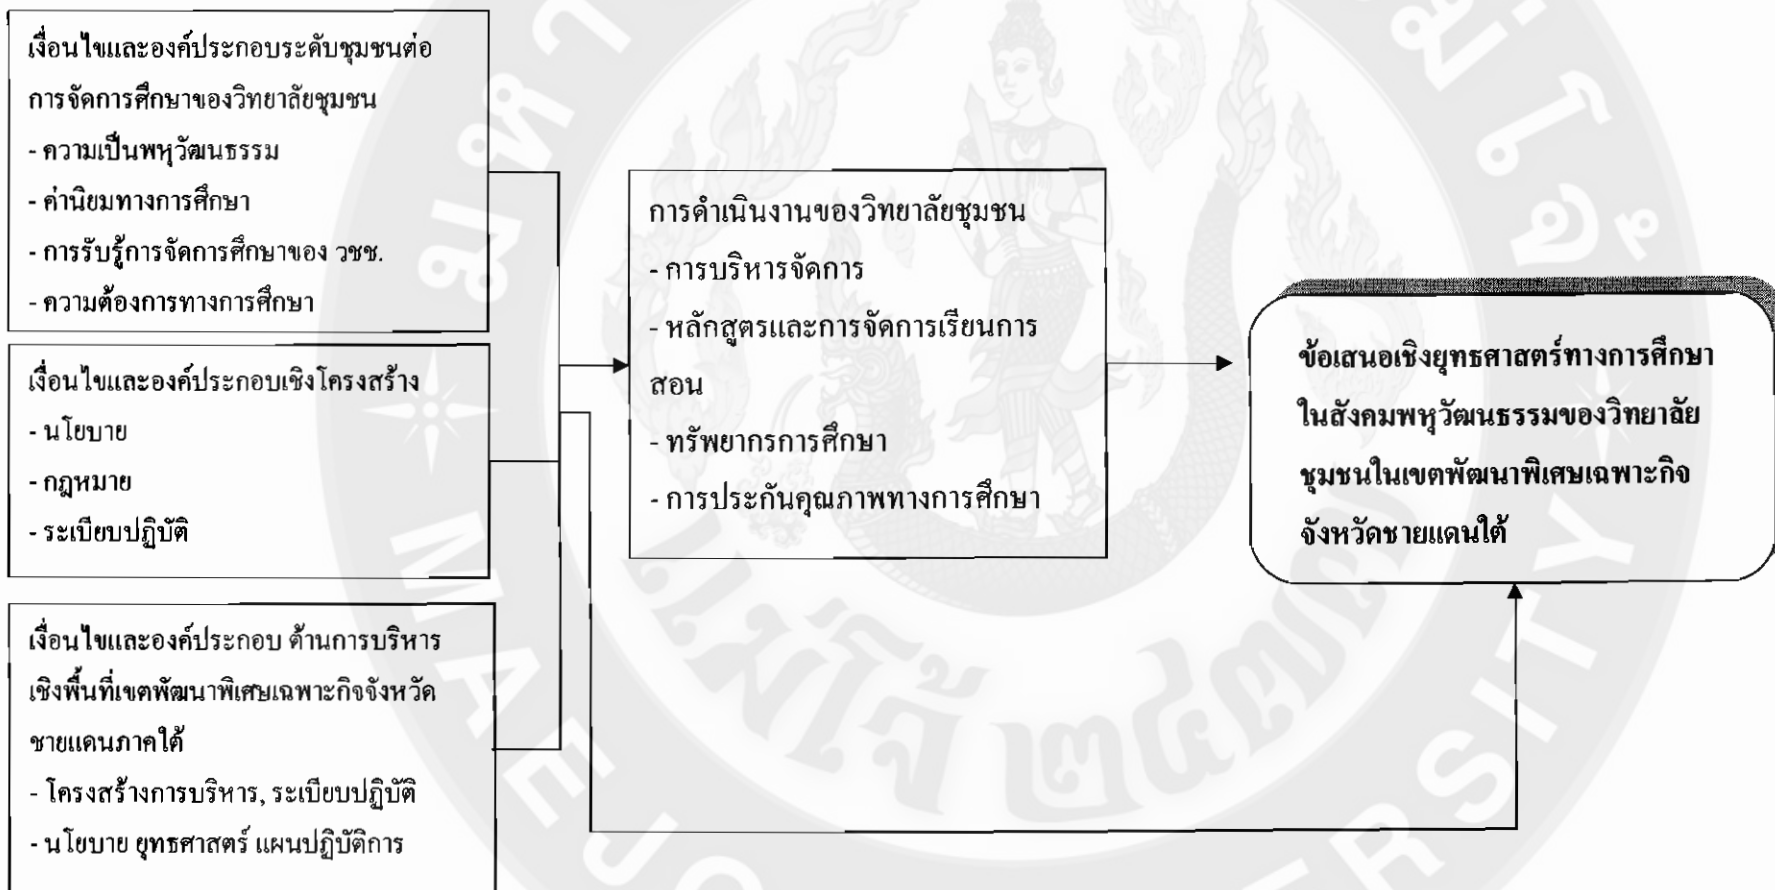 เงื่อนไขและองค์ประกอบระดับชุมชนต่อ
การจัดการศึกษาของวิทยาลัยชุมชน
- ความเป็นพหุวัฒนธรรม
- ค่านิยมทางการศึกษา
- การรับรู้การจัดการศึกษาของ วชช.
- ความต้องการทางการศึกษา
เงื่อนไขและองค์ประกอบเชิงโครงสร้าง
- นโยบาย
- กฎหมาย
- ระเบียบปฏิบัติ
เงื่อนไขและองค์ประกอบ ด้านการบริหาร
เชิงพื้นที่เขตพัฒนาพิเศษเฉพาะกิจจังหวัด
ชายแดนภาคใต้
- โครงสร้างการบริหาร, ระเบียบปฏิบัติ
- นโยบาย ยุทธศาสตร์ แผนปฏิบัติการ
การดำเนินงานของวิทยาลัยชุมชน
- การบริหารจัดการ
- หลักสูตรและการจัดการเรียนการ
สอน
- ทรัพยากรการศึกษา
- การประกันคุณภาพทางการศึกษา
ข้อเสนอเชิงยุทธศาสตร์ทางการศึกษา
ในสังคมพหุวัฒนธรรมของวิทยาลัย
ชุมชนในเขตพัฒนาพิเศษเฉพาะกิจ
จังหวัดชายแดนใต้
แม่โจ้ ๒๔๗๗